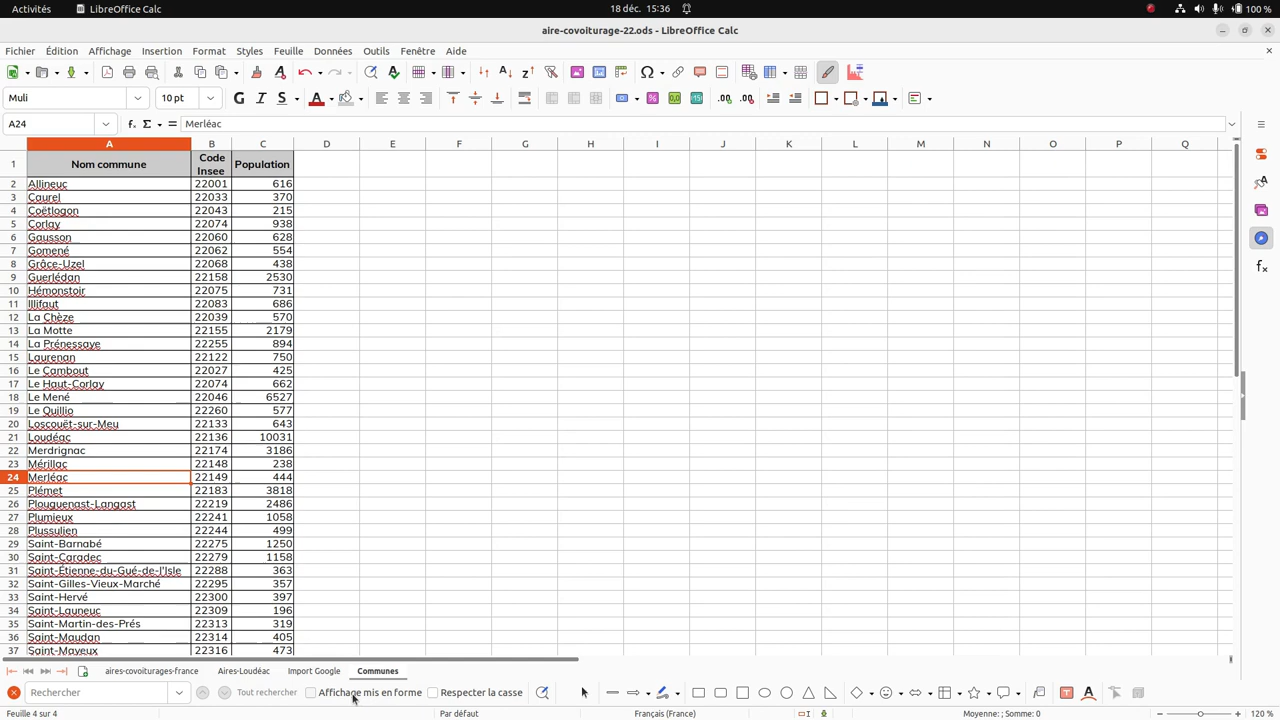 Activités LibreOffice Calc 18 déc. 15:36 100 %
aire-covoiturage-22.ods — LibreOffice Calc
Fichier Édition Affichage Insertion Format Styles Feuille Données Outils Fenêtre Aide
Muli 10 pt G I S
A24 Merléac
A B C D E F G H I J K L M N O P Q
1 Nom commune Code Insee Population
2 Allineuc 22001 616
3 Caurel 22033 370
4 Coëtlogon 22043 215
5 Corlay 22074 938
6 Gausson 22060 628
7 Gomené 22062 554
8 Grâce-Uzel 22068 438
9 Guerlédan 22158 2530
10 Hémonstoir 22075 731
11 Illifaut 22083 686
12 La Chèze 22039 570
13 La Motte 22155 2179
14 La Prénessaye 22255 894
15 Laurenan 22122 750
16 Le Cambout 22027 425
17 Le Haut-Corlay 22074 662
18 Le Mené 22046 6527
19 Le Quillio 22260 577
20 Loscouët-sur-Meu 22133 643
21 Loudéac 22136 10031
22 Merdrignac 22174 3186
23 Mérillac 22148 238
24 Merléac 22149 444
25 Plémet 22183 3818
26 Plouguenast-Langast 22219 2486
27 Plumieux 22241 1058
28 Plussulien 22244 499
29 Saint-Barnabé 22275 1250
30 Saint-Caradec 22279 1158
31 Saint-Étienne-du-Gué-de-l'Isle 22288 363
32 Saint-Gilles-Vieux-Marché 22295 357
33 Saint-Hervé 22300 397
34 Saint-Launeuc 22309 196
35 Saint-Martin-des-Prés 22313 319
36 Saint-Maudan 22314 405
37 Saint-Mayeux 22316 473
aires-covoiturages-france Aires-Loudéac Import Google Communes
Rechercher Tout rechercher Affichage mis en forme Respecter la casse
Feuille 4 sur 4 Par défaut Français (France) Moyenne: ; Somme: 0 120 %